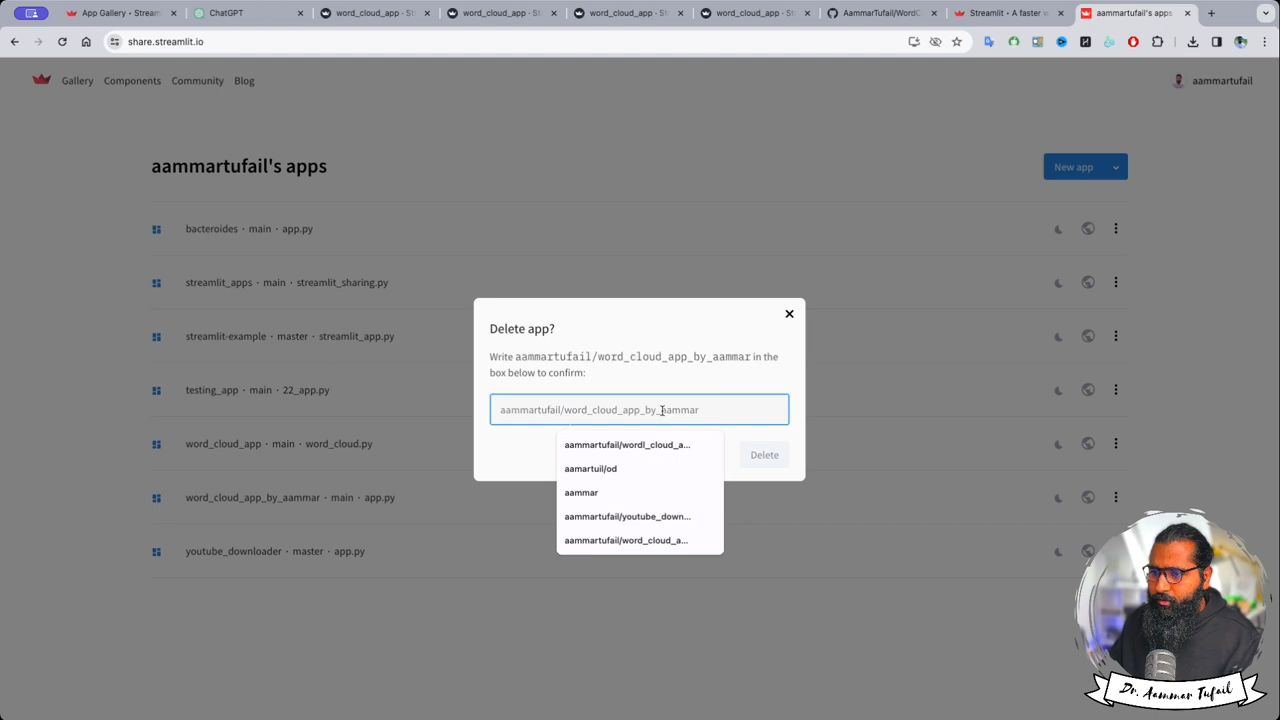 App Gallery • Stream
ChatGPT
word_cloud_app · St
word_cloud_app · St
word_cloud_app · St
word_cloud_app · St
AammarTufail/WordC
Streamlit • A faster w
aammartufail's apps
share.streamlit.io
Gallery
Components
Community
Blog
aammartufail
aammartufail's apps
New app
bacteroides · main · app.py
streamlit_apps · main · streamlit_sharing.py
streamlit-example · master · streamlit_app.py
testing_app · main · 22_app.py
word_cloud_app · main · word_cloud.py
word_cloud_app_by_aammar · main · app.py
youtube_downloader · master · app.py
Delete app?
Write aammartufail/word_cloud_app_by_aammar in the
box below to confirm:
aammartufail/word_cloud_app_by_aammar
Delete
aammartufail/wordl_cloud_a...
aamartuil/od
aammar
aammartufail/youtube_down...
aammartufail/word_cloud_a...
Dr. Aammar Tufail